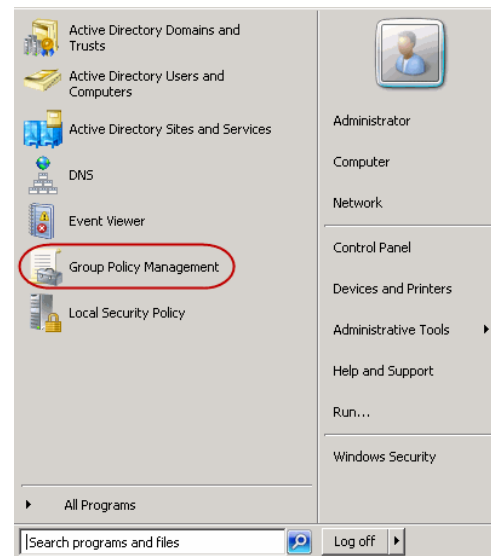 Active Directory Domains and
Trusts
Active Directory Users and
Computers
Active Directory Sites and Services
DNS
Event Viewer
Group Policy Management
Local Security Policy
All Programs
Search programs and files
Administrator
Computer
Network
Control Panel
Devices and Printers
Administrative Tools
Help and Support
Run...
Windows Security
Log off